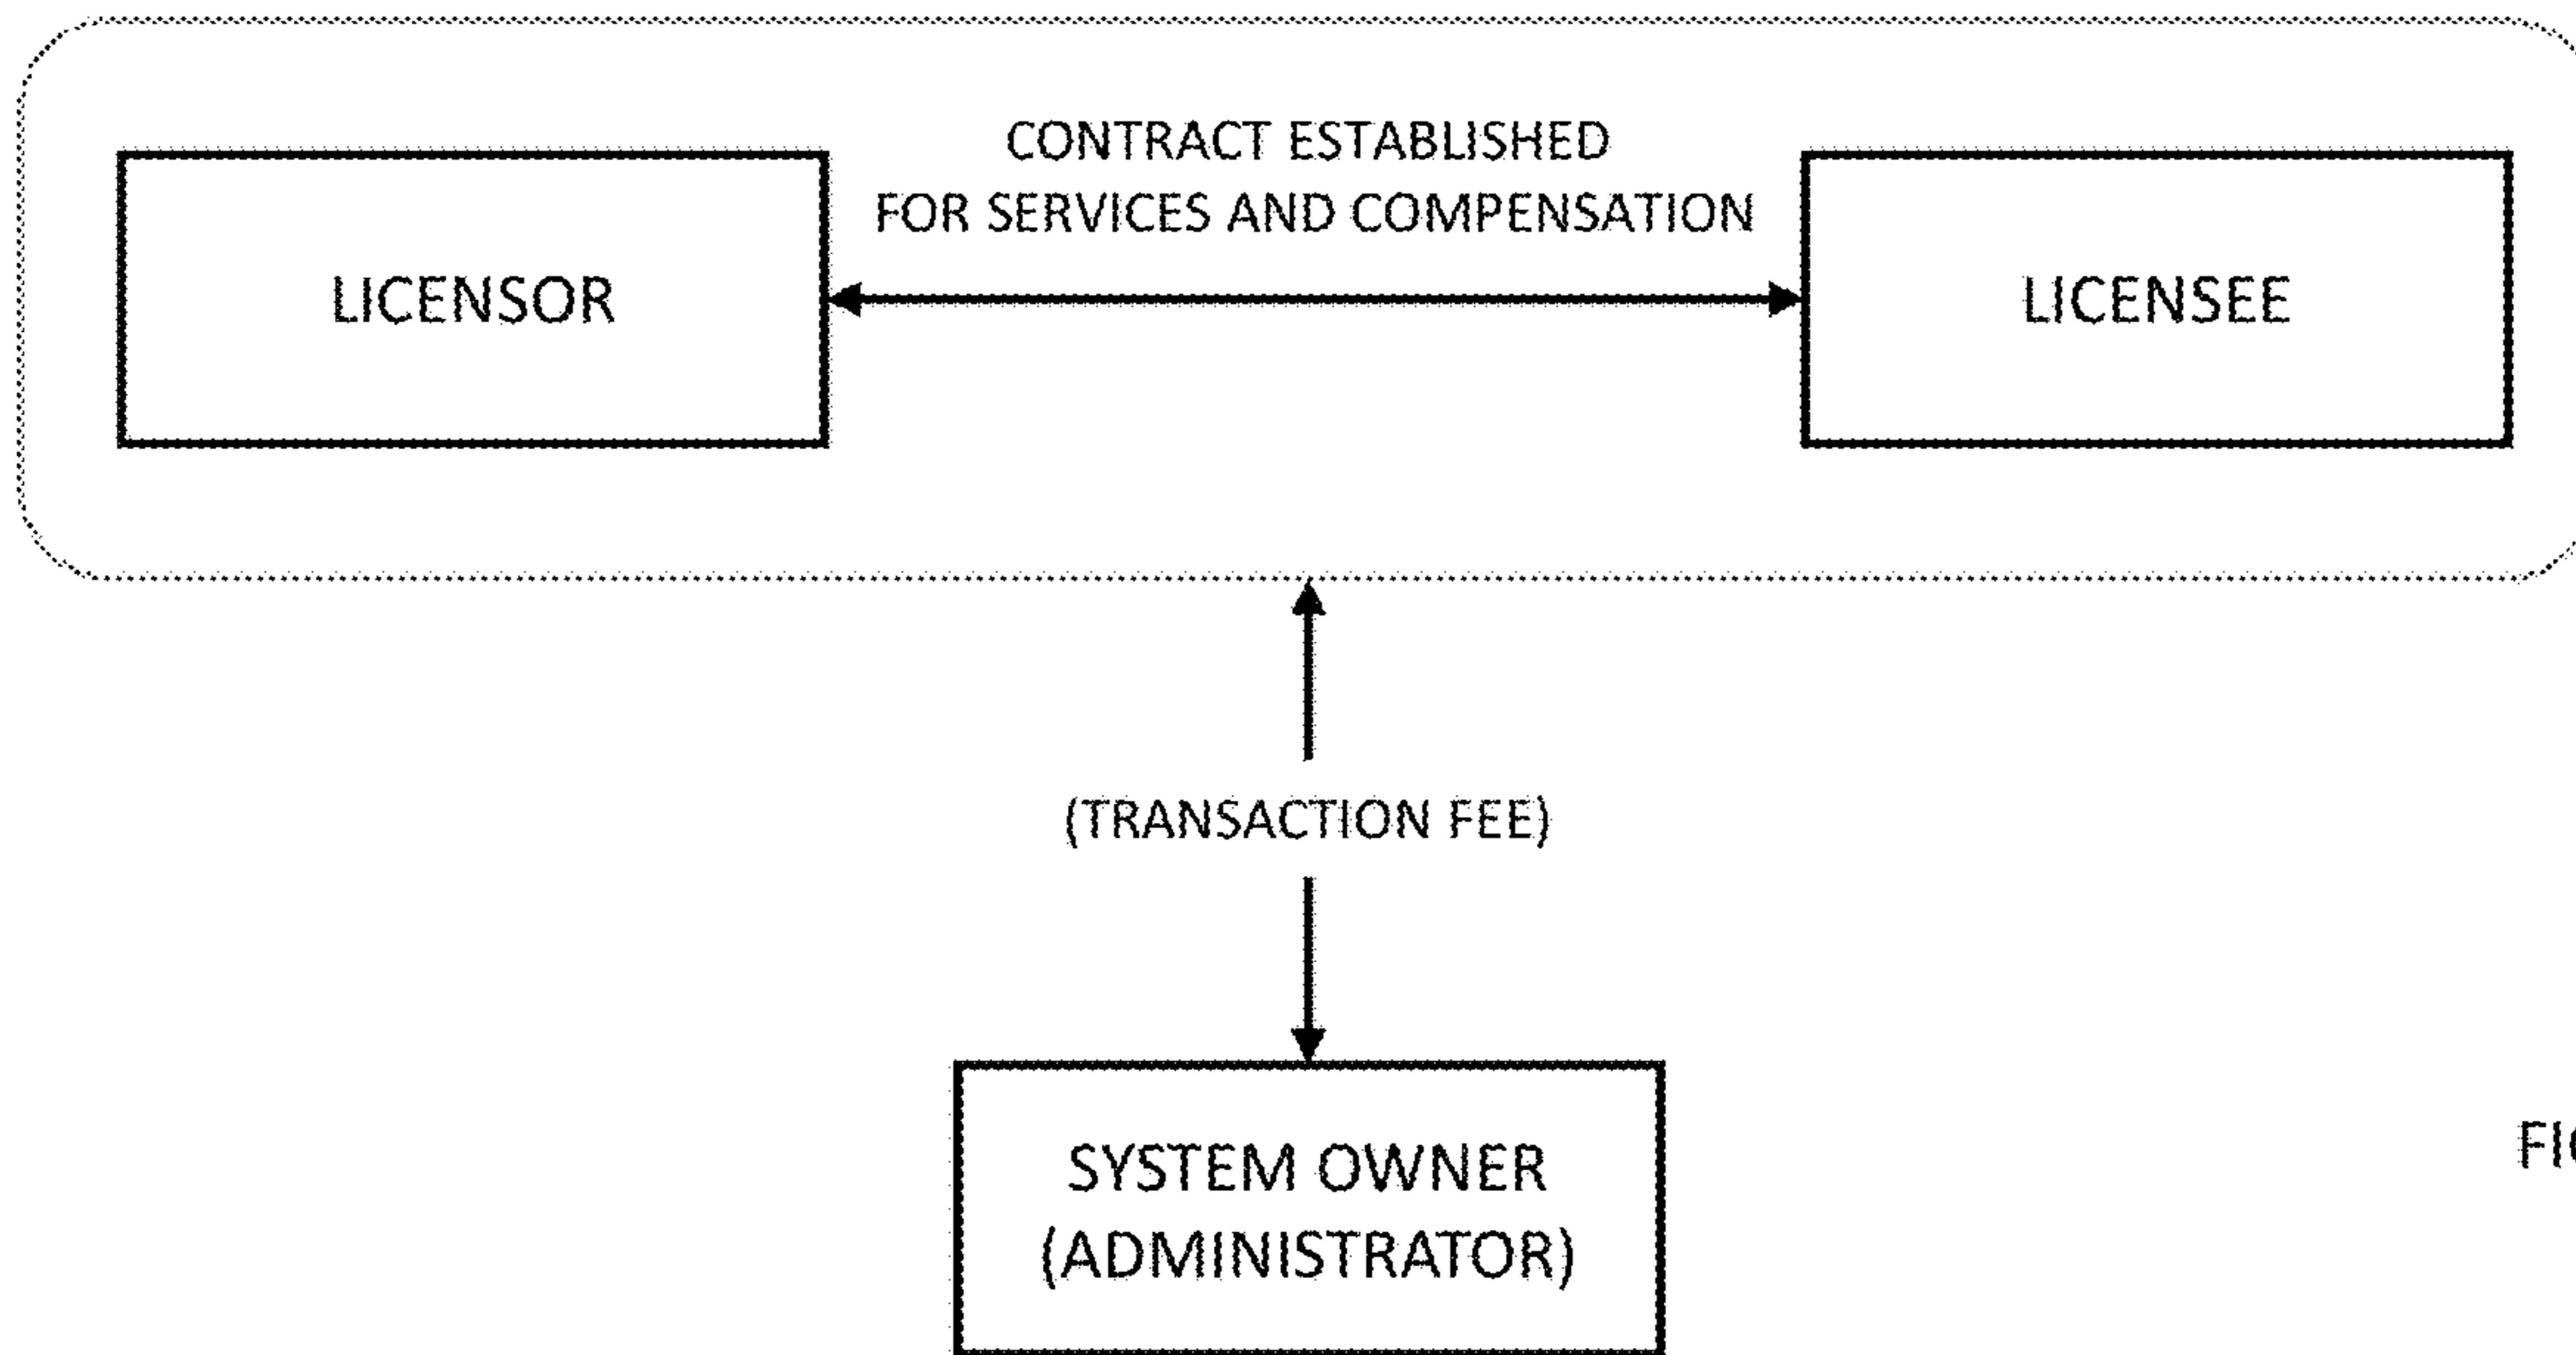 CONTRACT ESTABLISHED
FOR SERVICES AND COMPENSATION
LICENSOR
LICENSEE
(TRANSACTION FEE)
SYSTEM OWNER
(ADMINISTRATOR)